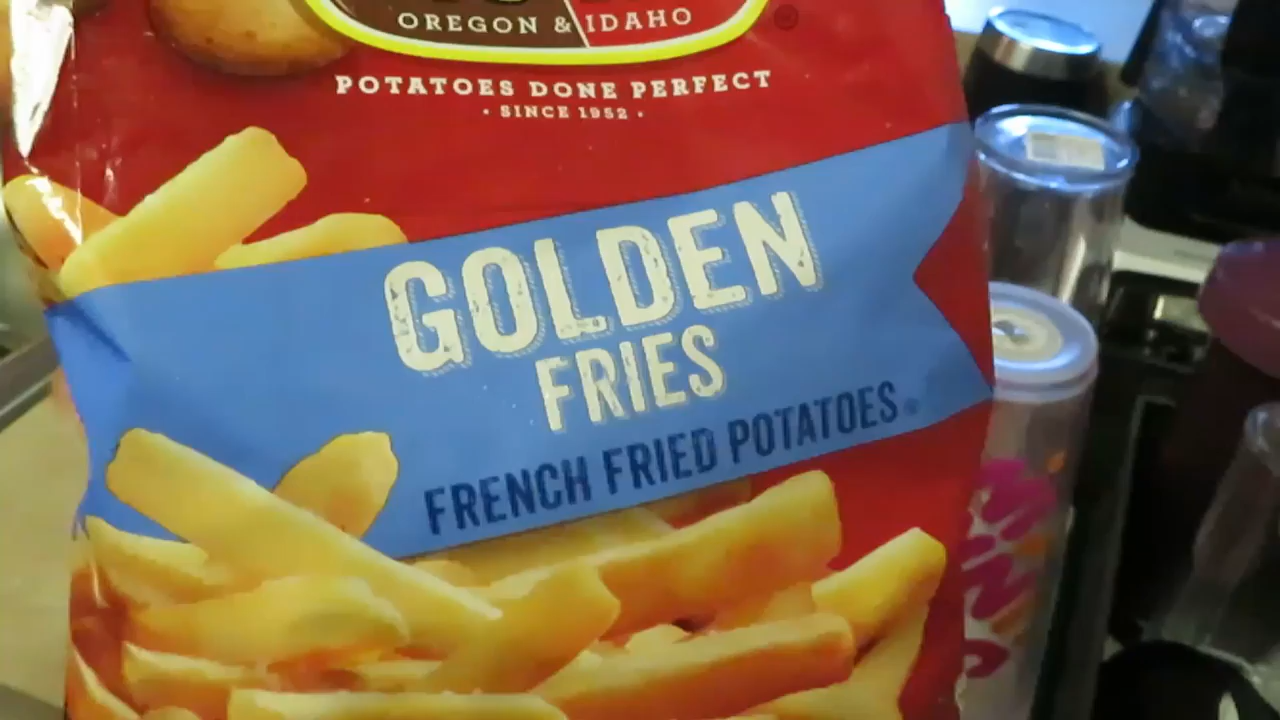 OREGON & IDAHO
®
POTATOES DONE PERFECT
· SINCE 1952 ·
GOLDEN
FRIES
FRENCH FRIED POTATOES